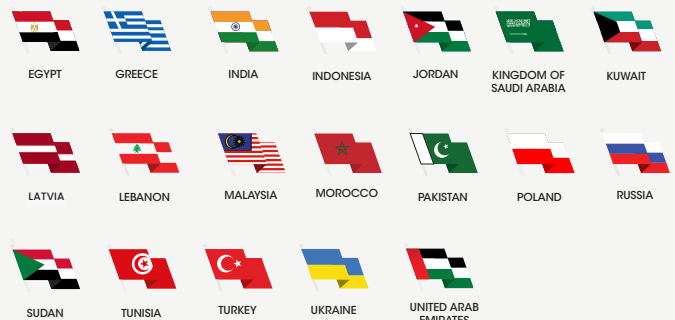 EGYPT
GREECE
INDIA
INDONESIA
JORDAN
KINGDOM OF
SAUDI ARABIA
KUWAIT
LATVIA
LEBANON
MALAYSIA
MOROCCO
PAKISTAN
POLAND
RUSSIA
SUDAN
TUNISIA
TURKEY
UKRAINE
UNITED ARAB
EMIRATES